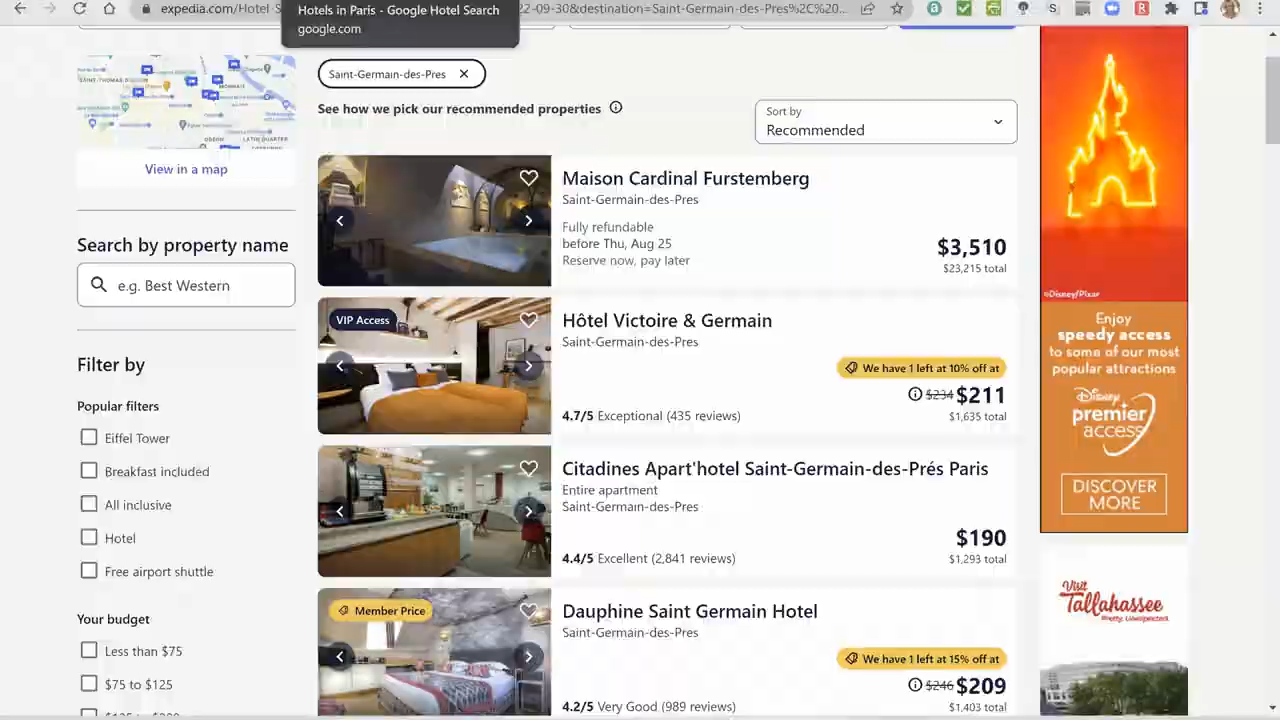 Hotels in Paris - Google Hotel Search
google.com
expedia.com/Hotel-S
22-09-30&destination=Saint-Germain-des-Pres%2C%20...
Saint-Germain-des-Pres
See how we pick our recommended properties
Sort by
Recommended
View in a map
Search by property name
e.g. Best Western
Filter by
Popular filters
Eiffel Tower
Breakfast included
All inclusive
Hotel
Free airport shuttle
Your budget
Less than $75
$75 to $125
Maison Cardinal Furstemberg
Saint-Germain-des-Pres
Fully refundable
before Thu, Aug 25
Reserve now, pay later
$3,510
$23,215 total
VIP Access
Hôtel Victoire & Germain
Saint-Germain-des-Pres
We have 1 left at 10% off at
$234 $211
4.7/5 Exceptional (435 reviews)
$1,635 total
Citadines Apart'hotel Saint-Germain-des-Prés Paris
Entire apartment
Saint-Germain-des-Pres
$190
4.4/5 Excellent (2,841 reviews)
$1,293 total
Member Price
Dauphine Saint Germain Hotel
Saint-Germain-des-Pres
We have 1 left at 15% off at
$246 $209
4.2/5 Very Good (989 reviews)
$1,403 total
©Disney/Pixar
Enjoy
speedy access
to some of our most
popular attractions
Disney
premier
access
DISCOVER
MORE
Visit
Tallahassee